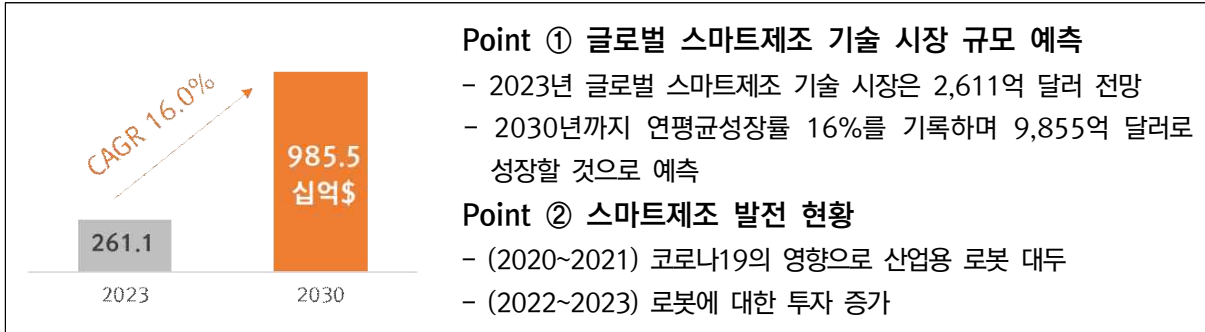 CAGR 16.0%
985.5
십억$
261.1
2023
2030
Point ① 글로벌 스마트제조 기술 시장 규모 예측
- 2023년 글로벌 스마트제조 기술 시장은 2,611억 달러 전망
- 2030년까지 연평균성장률 16%를 기록하며 9,855억 달러로
성장할 것으로 예측
Point ② 스마트제조 발전 현황
- (2020~2021) 코로나19의 영향으로 산업용 로봇 대두
- (2022~2023) 로봇에 대한 투자 증가